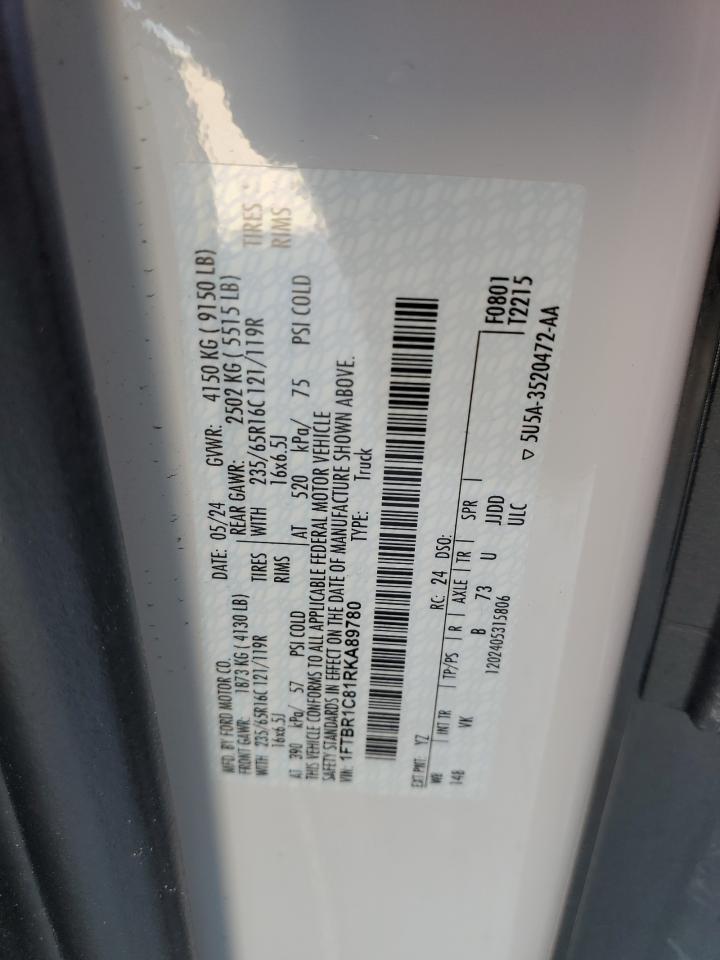 MFD. BY FORD MOTOR CO.
DATE: 05/24 GVWR: 4150 KG ( 9150 LB)
FRONT GAWR: 1873 KG ( 4130 LB) REAR GAWR: 2502 KG ( 5515 LB)
WITH 235/65R16C 121/119R TIRES WITH 235/65R16C 121/119R TIRES
16x6.5J RIMS 16x6.5J RIMS
AT 390 kPa/ 57 PSI COLD AT 520 kPa/ 75 PSI COLD
THIS VEHICLE CONFORMS TO ALL APPLICABLE FEDERAL MOTOR VEHICLE
SAFETY STANDARDS IN EFFECT ON THE DATE OF MANUFACTURE SHOWN ABOVE.
VIN: 1FTBR1C81RKA89780 TYPE: Truck
EXT PNT: YZ RC: 24 DSO: F0801
WB INT TR TP/PS R AXLE TR SPR T2215
148 VK B 73 U JJDD
1202405315806 ULC ▽ 5U5A-3520472-AA